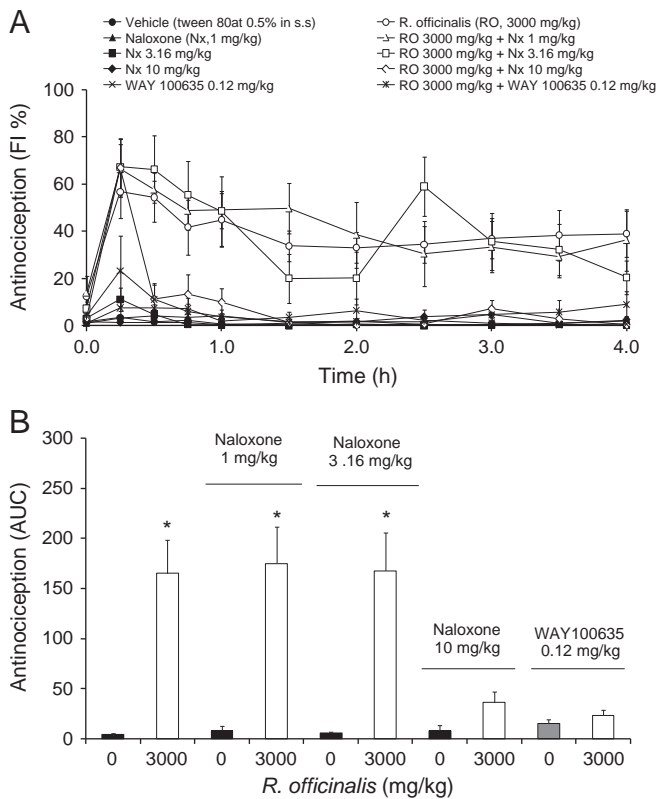 A
Vehicle (tween 80at 0.5% in s.s)
Naloxone (Nx,1 mg/kg)
Nx 3.16 mg/kg
Nx 10 mg/kg
WAY 100635 0.12 mg/kg
R. officinalis (RO, 3000 mg/kg)
RO 3000 mg/kg + Nx 1 mg/kg
RO 3000 mg/kg + Nx 3.16 mg/kg
RO 3000 mg/kg + Nx 10 mg/kg
RO 3000 mg/kg + WAY 100635 0.12 mg/kg
Antinociception (FI %)
100
80
60
40
20
0
0.0 1.0 2.0 3.0 4.0
Time (h)
B
Antinociception (AUC)
300
250
200
150
100
50
0
Naloxone
1 mg/kg
Naloxone
3 .16 mg/kg
* * *
Naloxone
10 mg/kg
WAY100635
0.12 mg/kg
0 3000 0 3000 0 3000 0 3000 0 3000
R. officinalis (mg/kg)